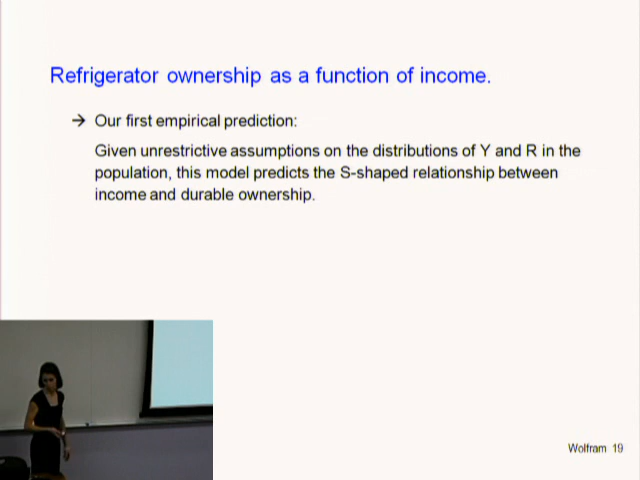 Refrigerator ownership as a function of income.
→ Our first empirical prediction:
Given unrestrictive assumptions on the distributions of Y and R in the
population, this model predicts the S-shaped relationship between
income and durable ownership.
Wolfram 19